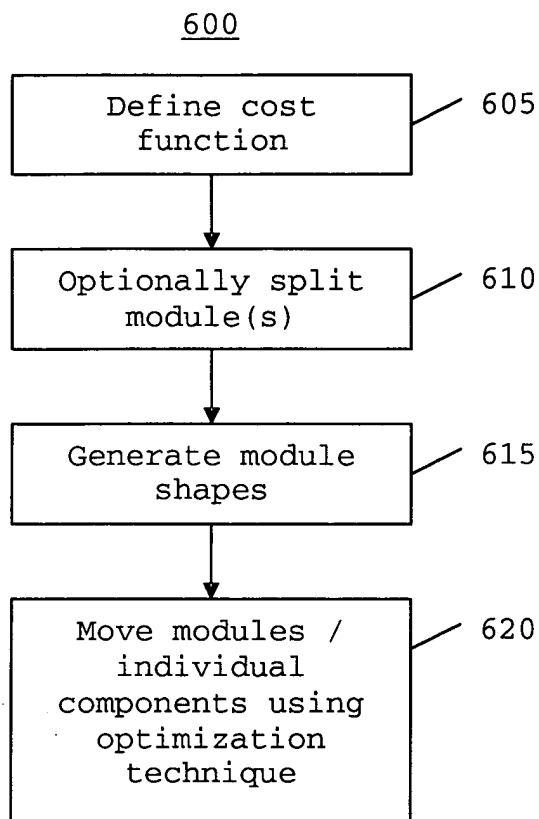 600
Define cost
function
605
Optionally split
module(s)
610
Generate module
shapes
615
Move modules /
individual
components using
optimization
technique
620